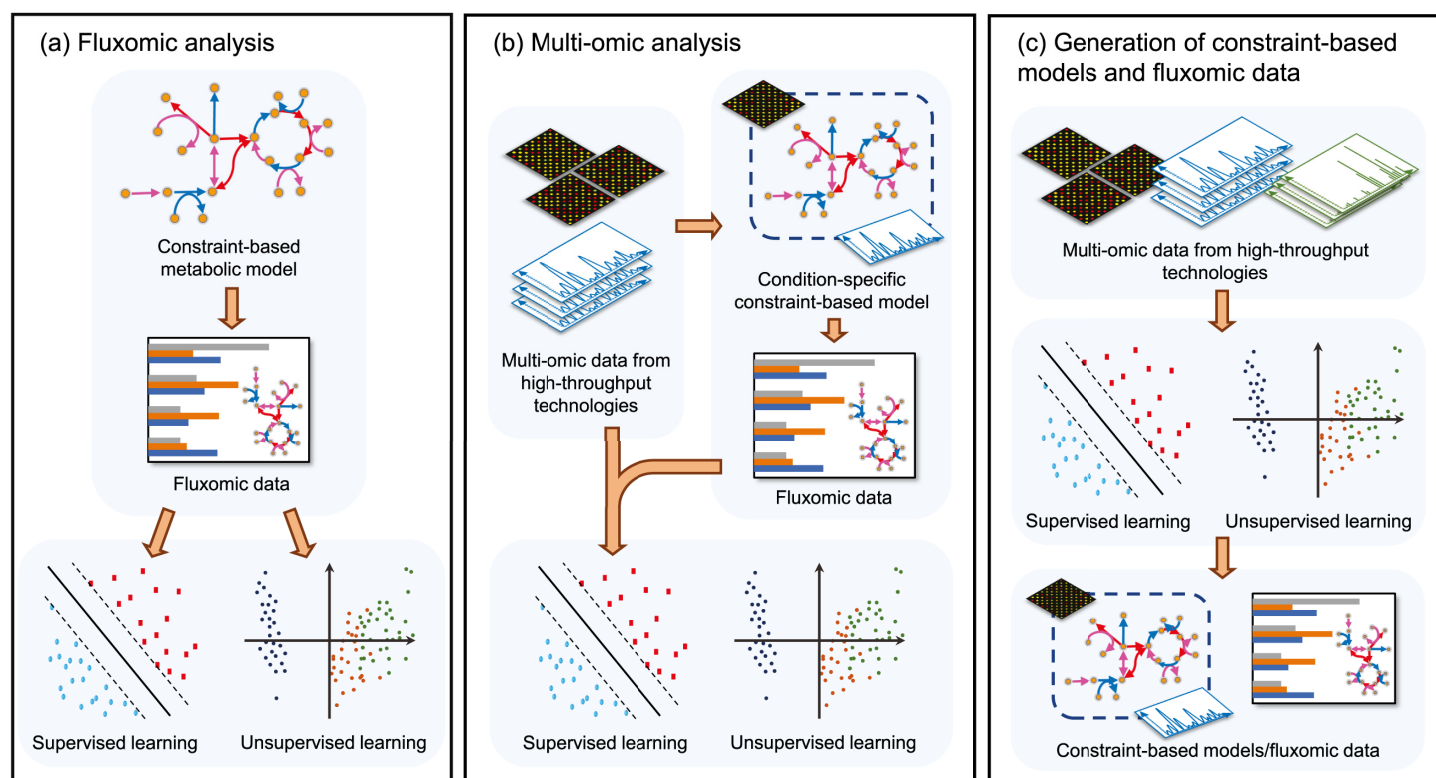 (a) Fluxomic analysis
Constraint-based
metabolic model
Fluxomic data
Supervised learning
Unsupervised learning
(b) Multi-omic analysis
Multi-omic data from
high-throughput
technologies
Condition-specific
constraint-based model
Fluxomic data
Supervised learning
Unsupervised learning
(c) Generation of constraint-based
models and fluxomic data
Multi-omic data from high-throughput
technologies
Supervised learning
Unsupervised learning
Constraint-based models/fluxomic data